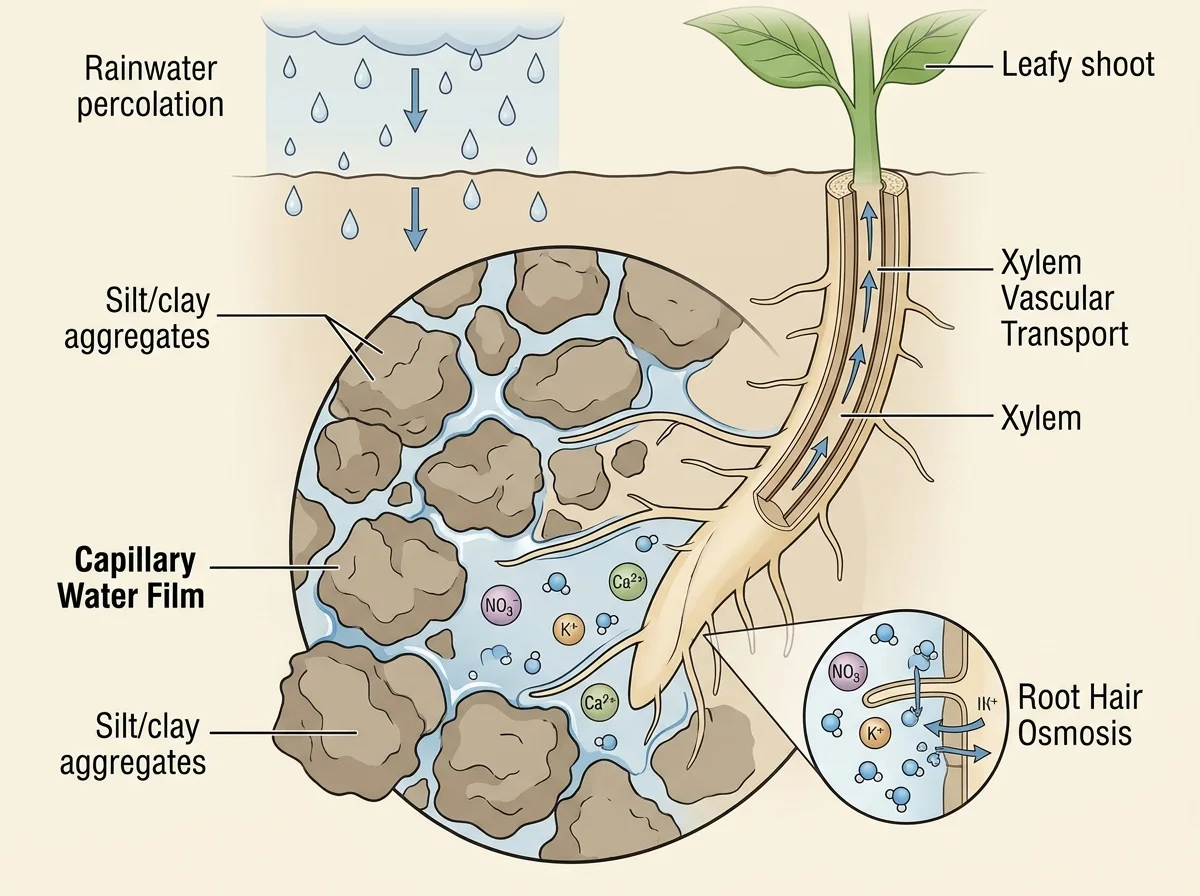 Rainwater
percolation
Leafy shoot
Silt/clay
aggregates
Xylem
Vascular
Transport
Xylem
Capillary
Water Film
NO₃⁻
K⁺
Ca²⁺
Ca²⁺
Silt/clay
aggregates
NO₃⁻
K⁺
IK⁺
Root Hair
Osmosis